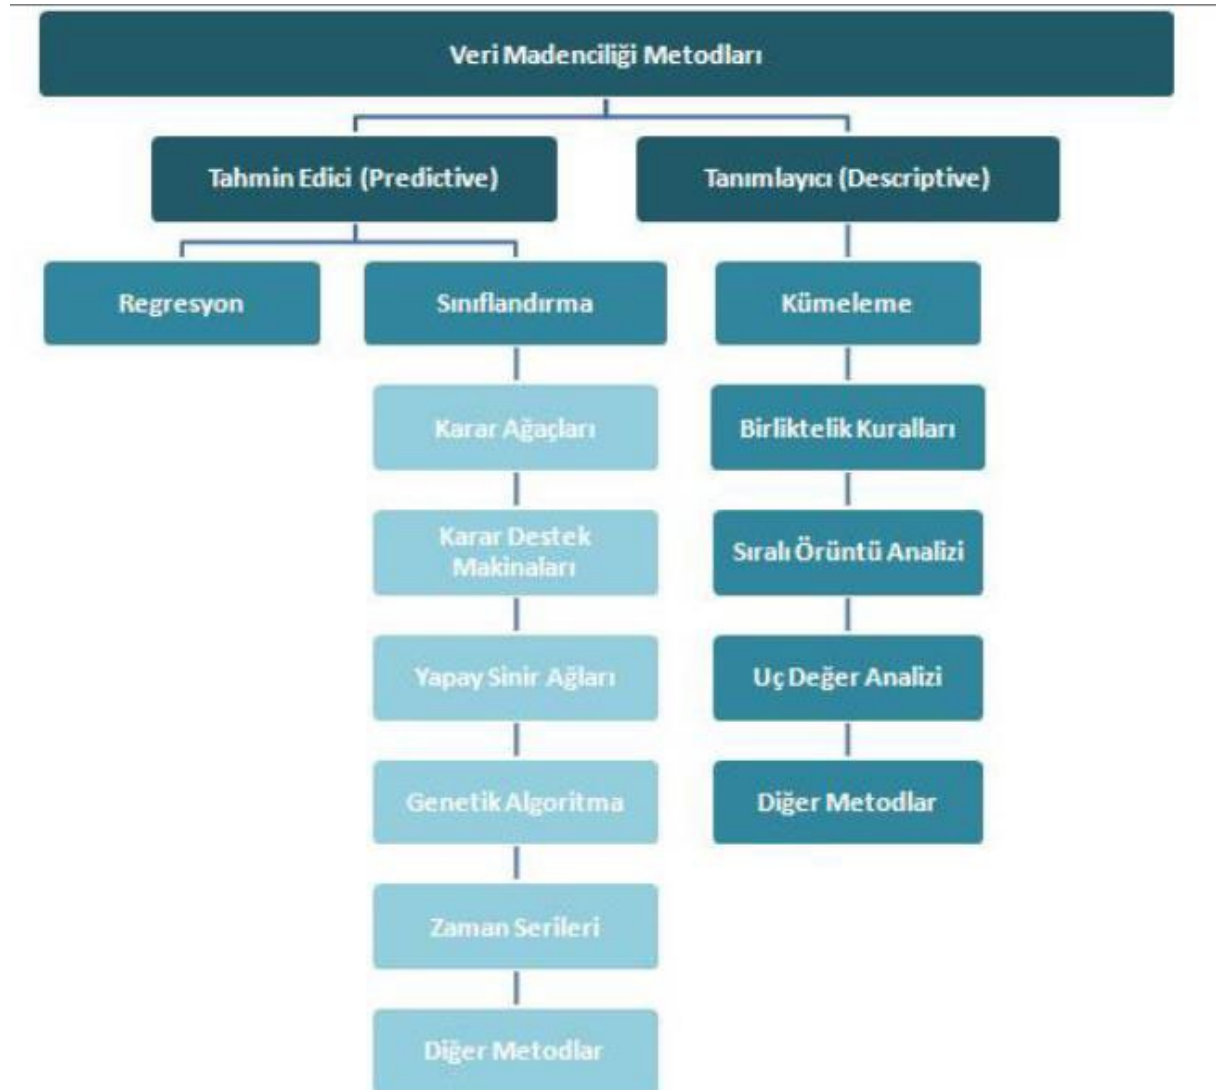 Veri Madenciliği Metodları
Tahmin Edici (Predictive)
Tanımlayıcı (Descriptive)
Regresyon
Sınıflandırma
Kümeleme
Karar Ağaçları
Birliktelik Kuralları
Karar Destek
Makinaları
Sıralı Örüntü Analizi
Yapay Sinir Ağları
Uç Değer Analizi
Genetik Algoritma
Diğer Metodlar
Zaman Serileri
Diğer Metodlar